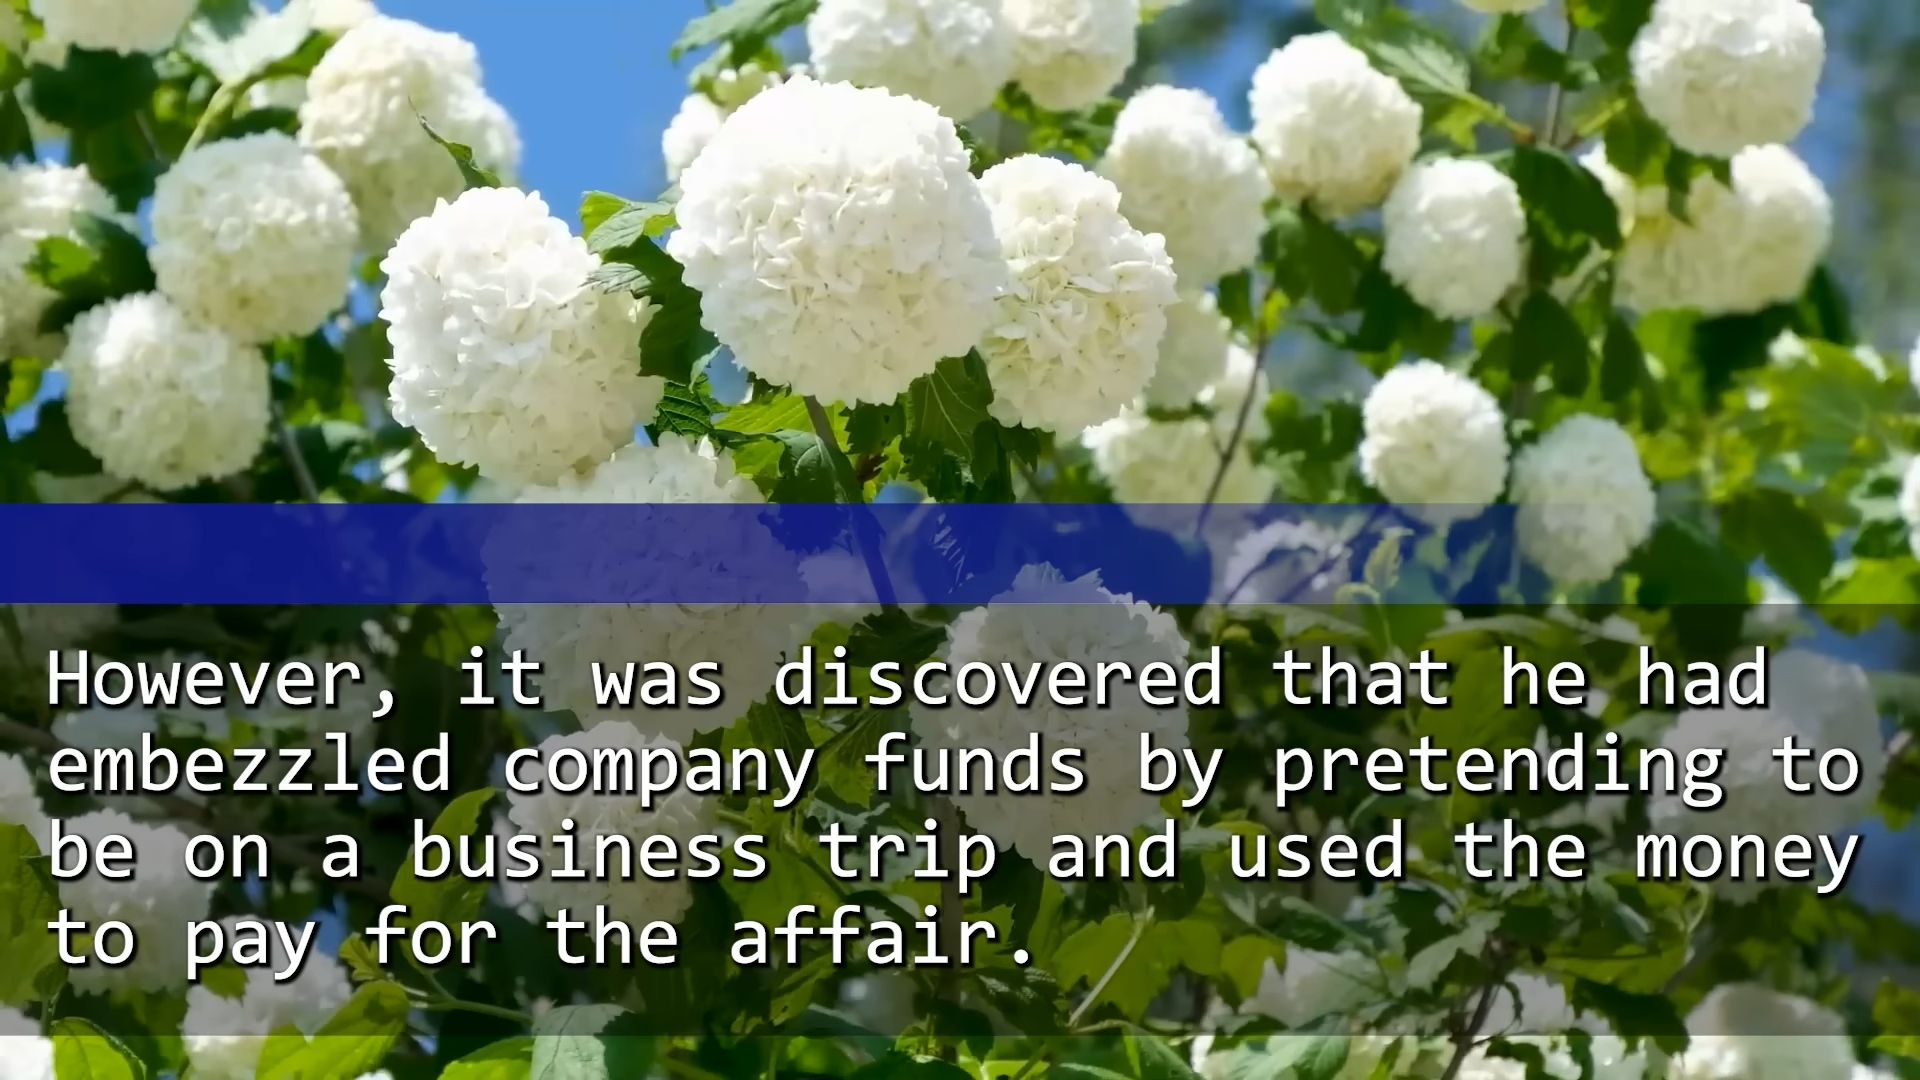 However, it was discovered that he had
embezzled company funds by pretending to
be on a business trip and used the money
to pay for the affair.